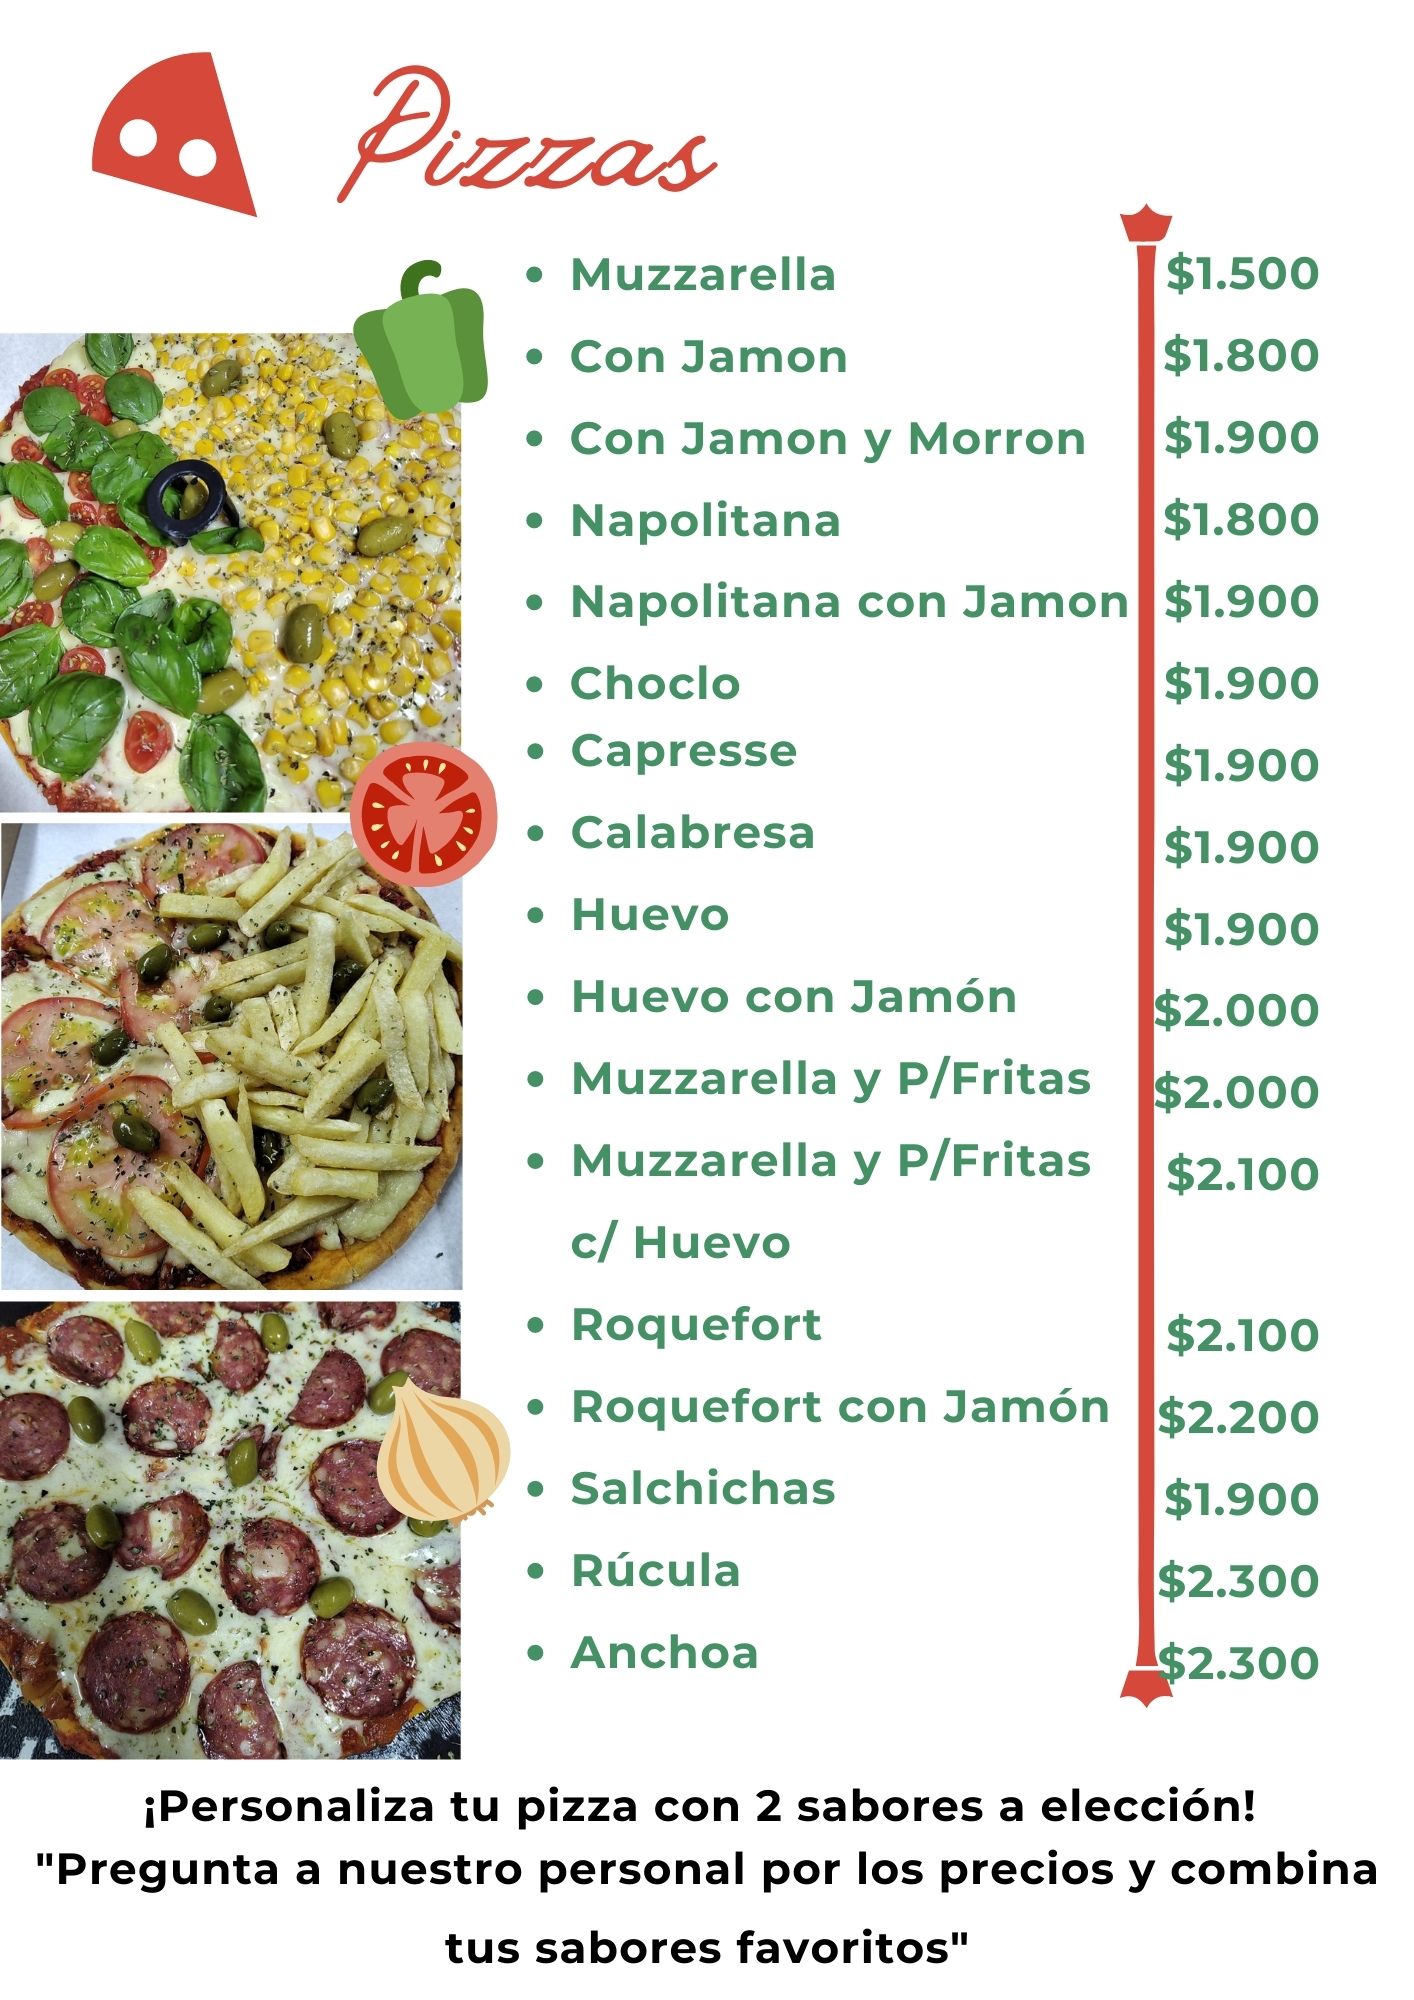 Pizzas
Muzzarella $1.500
Con Jamon $1.800
Con Jamon y Morron $1.900
Napolitana $1.800
Napolitana con Jamon $1.900
Choclo $1.900
Capresse $1.900
Calabresa $1.900
Huevo $1.900
Huevo con Jamón $2.000
Muzzarella y P/Fritas $2.000
Muzzarella y P/Fritas $2.100
c/ Huevo
Roquefort $2.100
Roquefort con Jamón $2.200
Salchichas $1.900
Rúcula $2.300
Anchoa $2.300
¡Personaliza tu pizza con 2 sabores a elección!
"Pregunta a nuestro personal por los precios y combina
tus sabores favoritos"